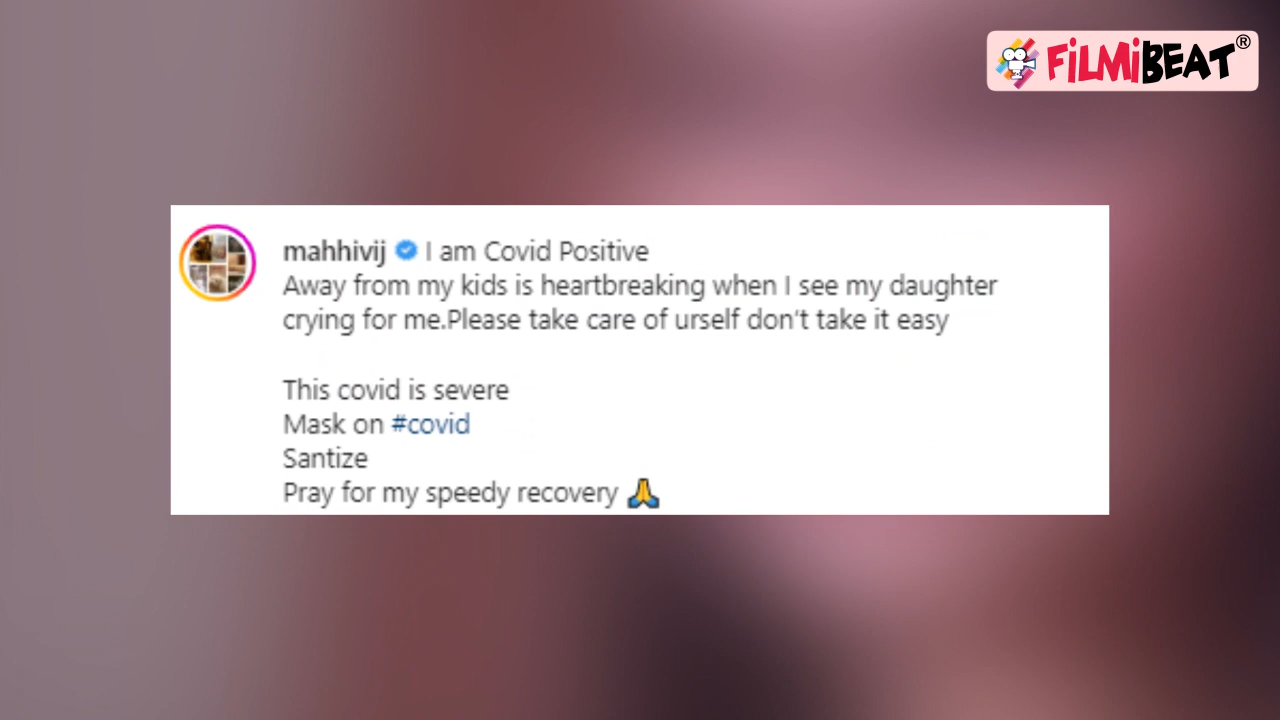 FiLMiBEAT®
mahhivij I am Covid Positive
Away from my kids is heartbreaking when I see my daughter
crying for me.Please take care of urself don't take it easy
This covid is severe
Mask on #covid
Santize
Pray for my speedy recovery 🙏